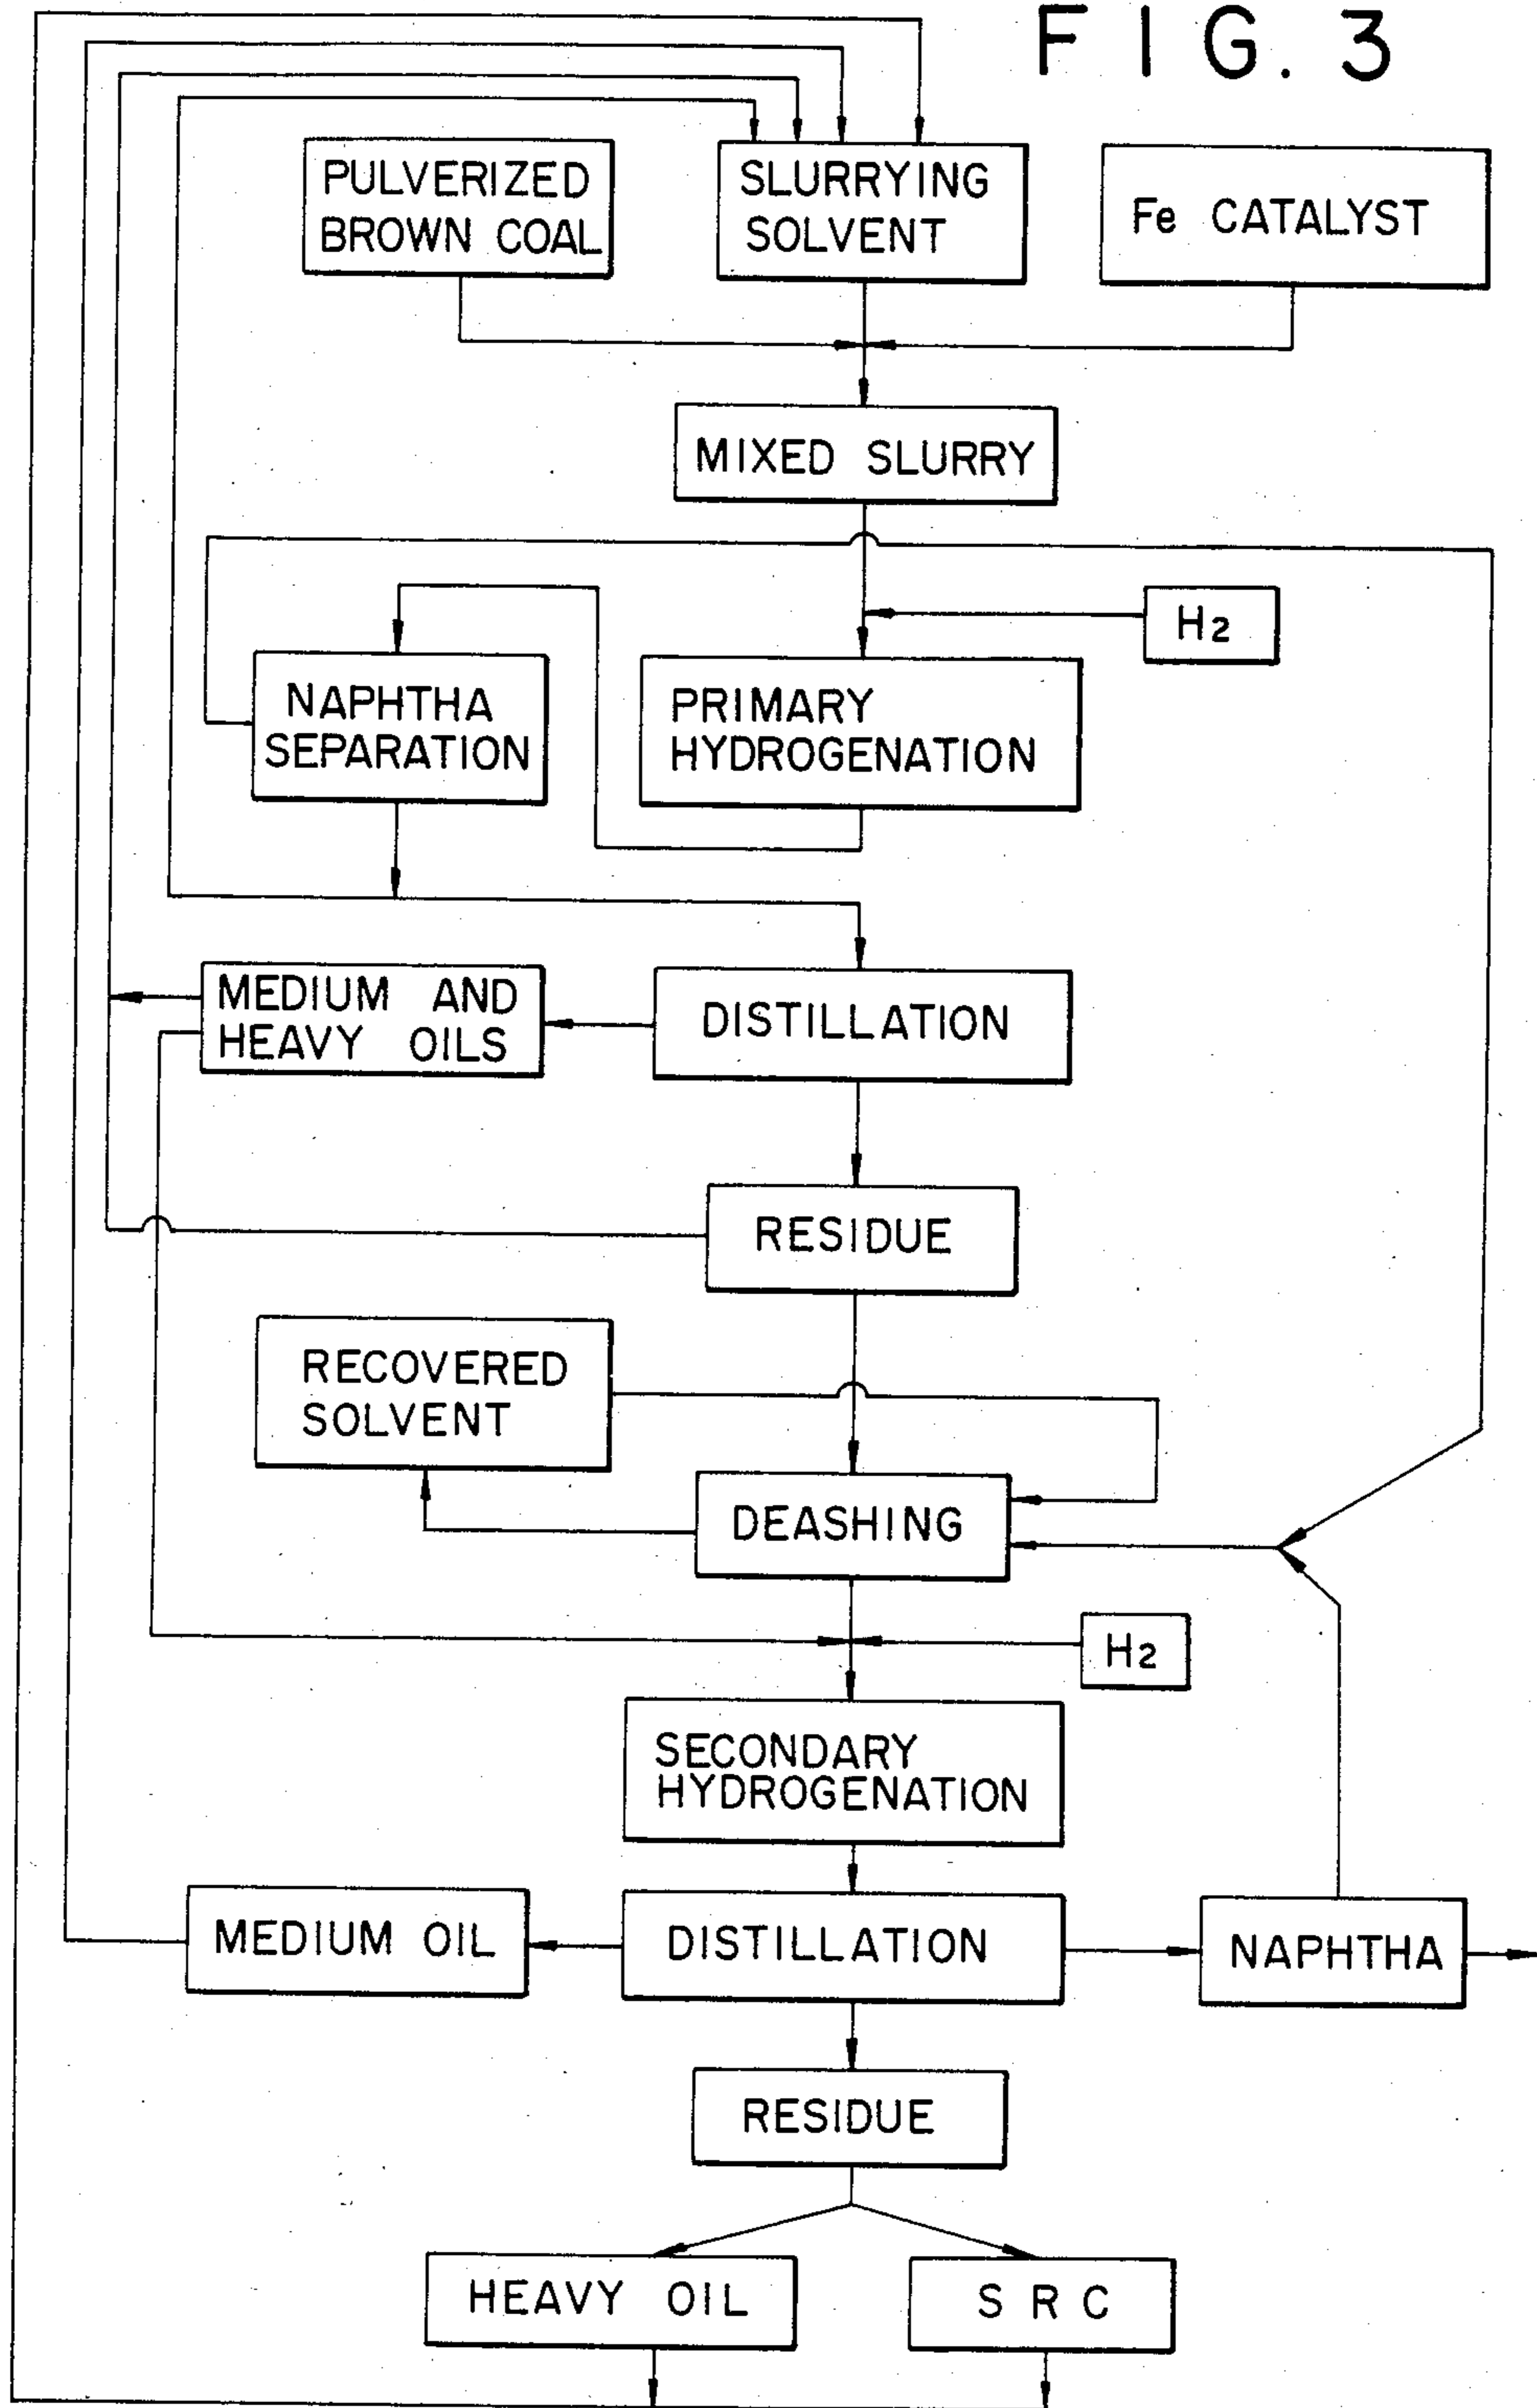 FIG. 3
PULVERIZED
BROWN COAL
SLURRYING
SOLVENT
Fe CATALYST
MIXED SLURRY
H2
NAPHTHA
SEPARATION
PRIMARY
HYDROGENATION
MEDIUM AND
HEAVY OILS
DISTILLATION
RESIDUE
RECOVERED
SOLVENT
DEASHING
H2
SECONDARY
HYDROGENATION
MEDIUM OIL
DISTILLATION
NAPHTHA
RESIDUE
HEAVY OIL
S R C